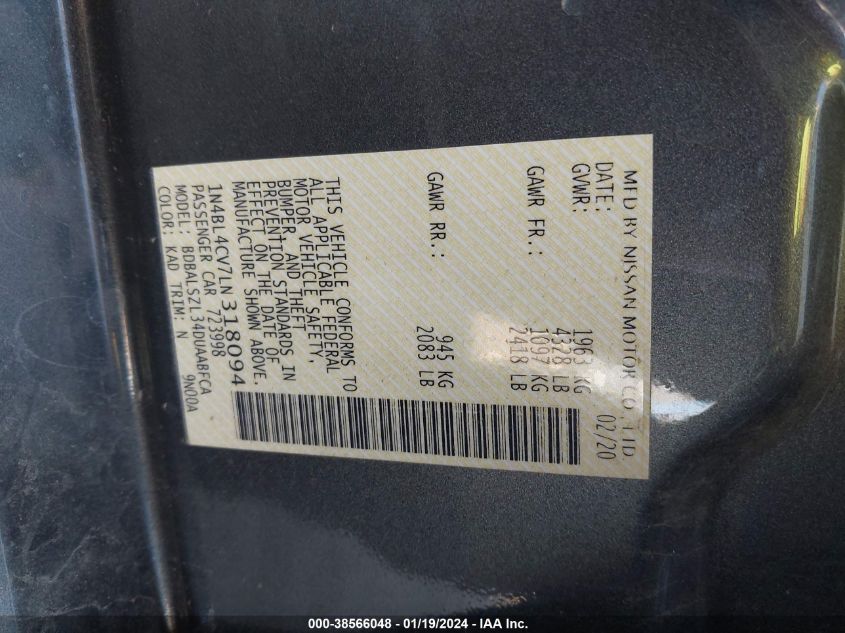 MFD BY NISSAN MOTOR CO., LTD
DATE: 02/20
GVWR: 1963 KG
4328 LB
GAWR FR.: 1097 KG
2418 LB
GAWR RR.: 945 KG
2083 LB
THIS VEHICLE CONFORMS TO
ALL APPLICABLE FEDERAL
MOTOR VEHICLE SAFETY,
BUMPER, AND THEFT
PREVENTION STANDARDS IN
EFFECT ON THE DATE OF
MANUFACTURE SHOWN ABOVE.
1N4BL4CV7LN318094
PASSENGER CAR 723998
MODEL: BDBALSZL34DUAABFCA
COLOR: KAD TRIM: N 9N00A
000-38566048 - 01/19/2024 - IAA Inc.